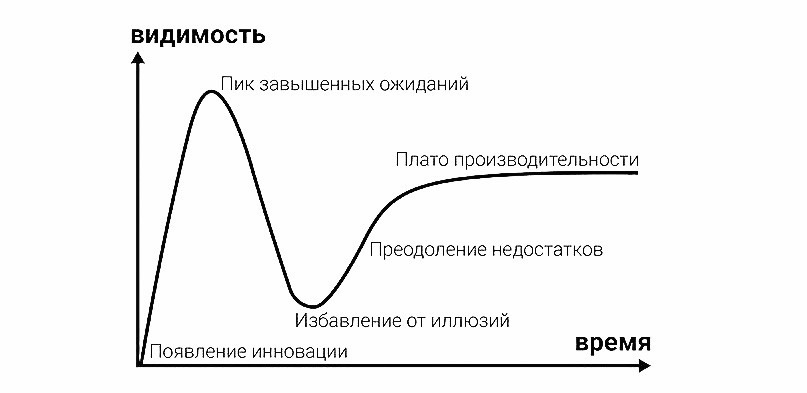 видимость
Пик завышенных ожиданий
Плато производительности
Преодоление недостатков
Избавление от иллюзий
время
Появление инновации